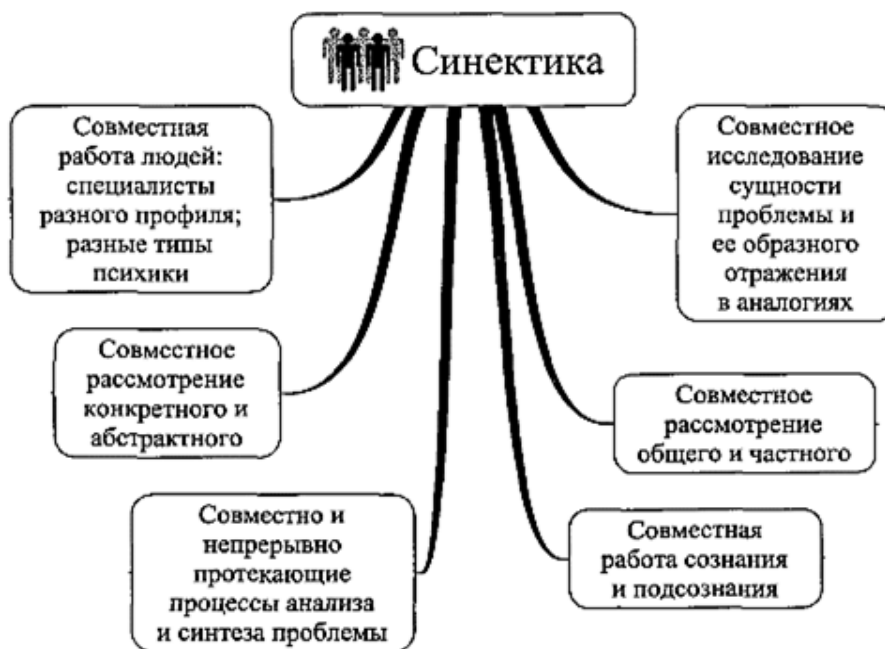 Синектика
Совместная
работа людей:
специалисты
разного профиля;
разные типы
психики
Совместное
исследование
сущности
проблемы и
ее образного
отражения
в аналогиях
Совместное
рассмотрение
конкретного и
абстрактного
Совместное
рассмотрение
общего и частного
Совместно и
непрерывно
протекающие
процессы анализа
и синтеза проблемы
Совместная
работа сознания
и подсознания